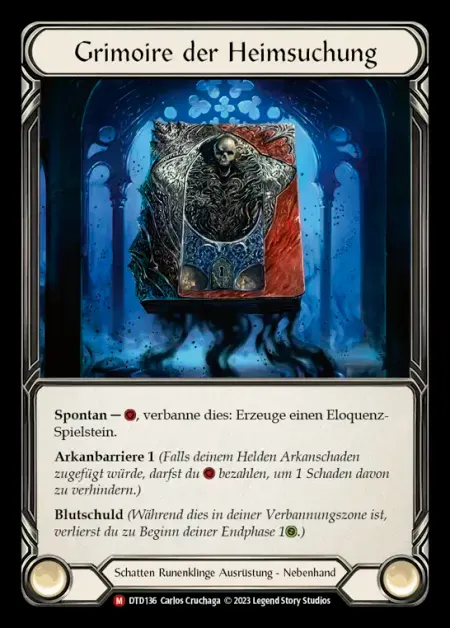 Grimoire der Heimsuchung
Spontan — , verbanne dies: Erzeuge einen Eloquenz-
Spielstein.
Arkanbarriere 1 (Falls deinem Helden Arkanschaden
zugefügt würde, darfst du bezahlen, um 1 Schaden davon
zu verhindern.)
Blutschuld (Während dies in deiner Verbannungszone ist,
verlierst du zu Beginn deiner Endphase 1.)
Schatten Runenklinge Ausrüstung - Nebenhand
M DTD136 Carlos Cruchaga © 2023 Legend Story Studios